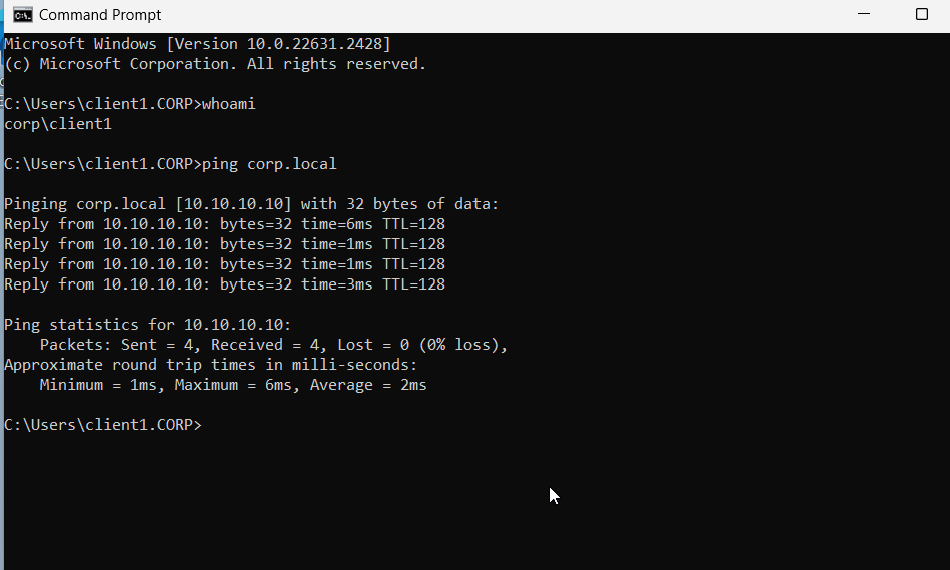 Command Prompt
Microsoft Windows [Version 10.0.22631.2428]
(c) Microsoft Corporation. All rights reserved.
C:\Users\client1.CORP>whoami
corp\client1
C:\Users\client1.CORP>ping corp.local
Pinging corp.local [10.10.10.10] with 32 bytes of data:
Reply from 10.10.10.10: bytes=32 time=6ms TTL=128
Reply from 10.10.10.10: bytes=32 time=1ms TTL=128
Reply from 10.10.10.10: bytes=32 time=1ms TTL=128
Reply from 10.10.10.10: bytes=32 time=3ms TTL=128
Ping statistics for 10.10.10.10:
    Packets: Sent = 4, Received = 4, Lost = 0 (0% loss),
Approximate round trip times in milli-seconds:
    Minimum = 1ms, Maximum = 6ms, Average = 2ms
C:\Users\client1.CORP>